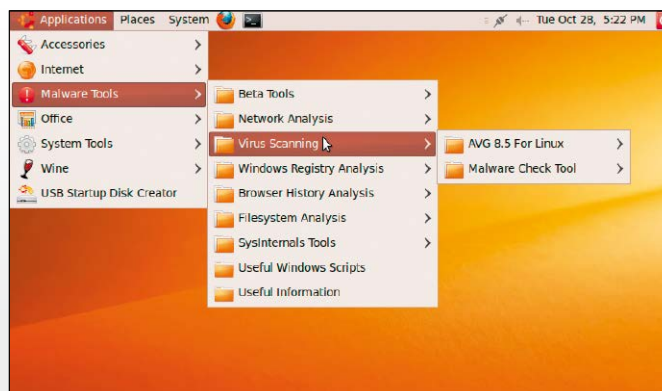 Applications Places System Tue Oct 28, 5:22 PM
Accessories
Internet
Malware Tools
Office
System Tools
Wine
USB Startup Disk Creator
Beta Tools
Network Analysis
Virus Scanning
Windows Registry Analysis
Browser History Analysis
Filesystem Analysis
SysInternals Tools
Useful Windows Scripts
Useful Information
AVG 8.5 For Linux
Malware Check Tool